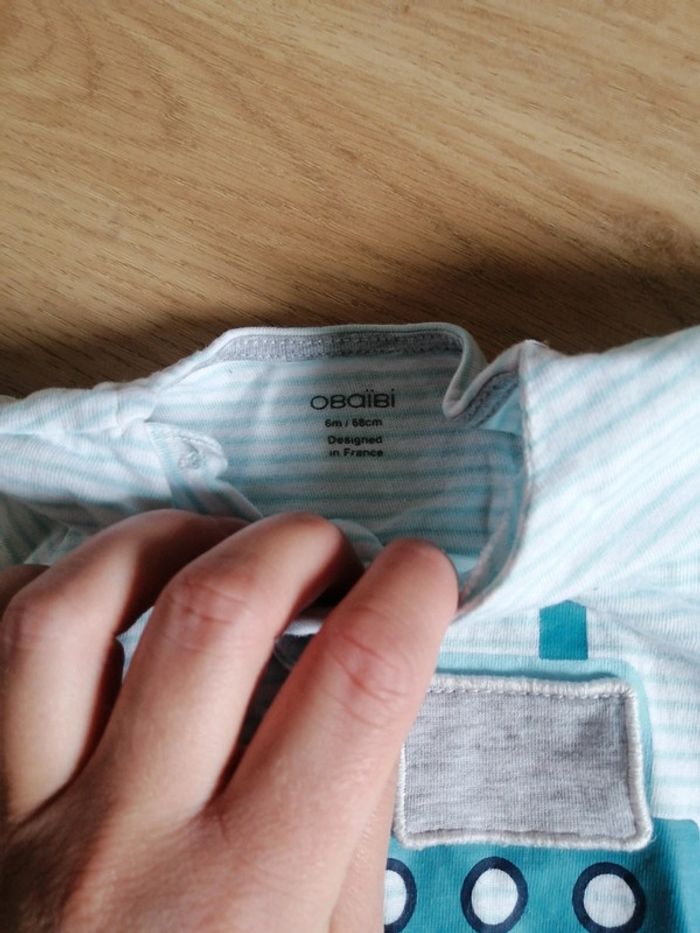 OBaïBi
6m / 68cm
Designed
in France